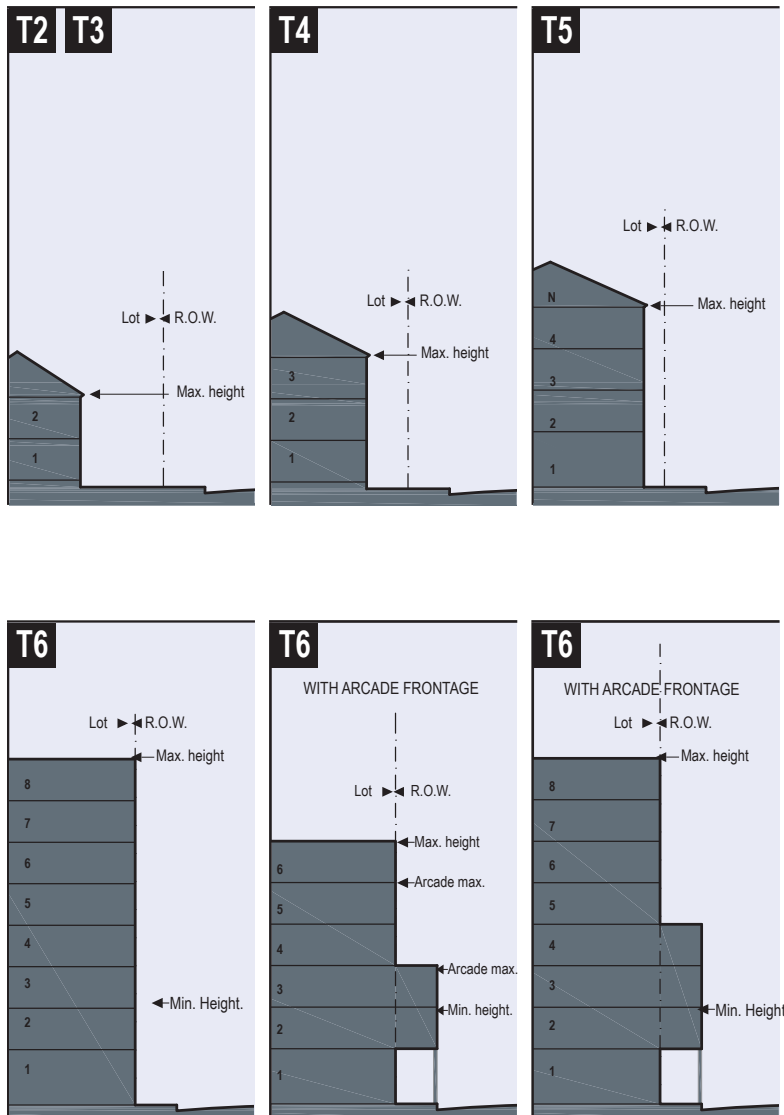 T2 T3
Lot R.O.W.
Max. height
2
1
T4
Lot R.O.W.
Max. height
3
2
1
T5
Lot R.O.W.
N
Max. height
4
3
2
1
T6
Lot R.O.W.
Max. height
8
7
6
5
4
3
Min. Height.
2
1
T6
WITH ARCADE FRONTAGE
Lot R.O.W.
Max. height
6
Arcade max.
5
4
Arcade max.
3
Min. height.
2
1
T6
WITH ARCADE FRONTAGE
Lot R.O.W.
Max. height
8
7
6
5
4
3
Min. Height
2
1